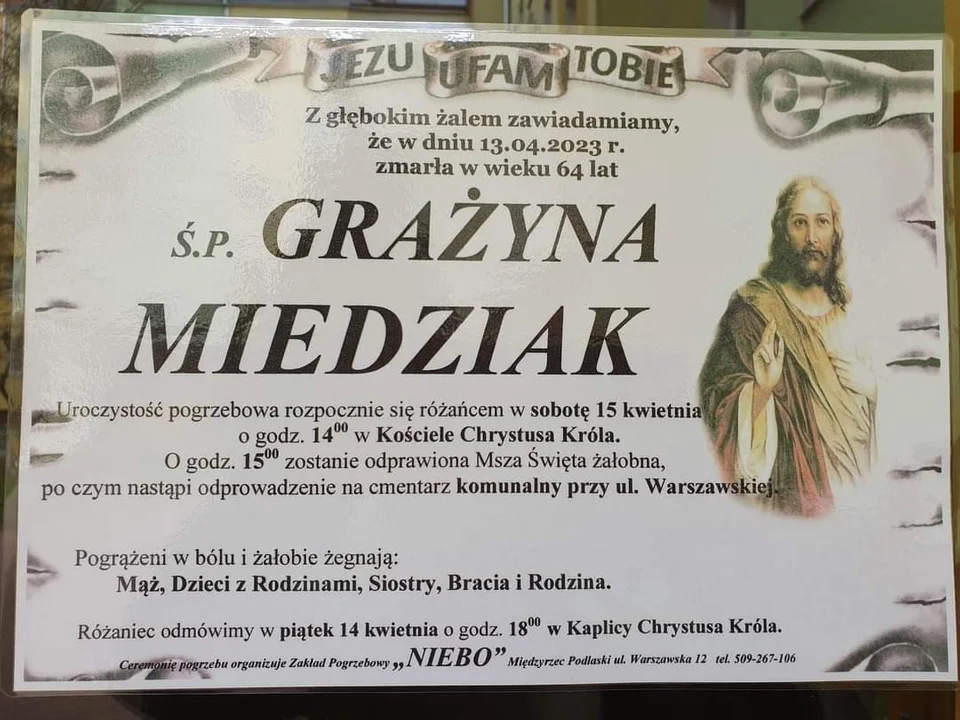 JEZU UFAM TOBIE
Z głębokim żalem zawiadamiamy,
że w dniu 13.04.2023 r.
zmarła w wieku 64 lat
Ś.P. GRAŻYNA
MIEDZIAK
Uroczystość pogrzebowa rozpocznie się różańcem w sobotę 15 kwietnia
o godz. 14⁰⁰ w Kościele Chrystusa Króla.
O godz. 15⁰⁰ zostanie odprawiona Msza Święta żałobna,
po czym nastąpi odprowadzenie na cmentarz komunalny przy ul. Warszawskiej.
Pogrążeni w bólu i żałobie żegnają:
Mąż, Dzieci z Rodzinami, Siostry, Bracia i Rodzina.
Różaniec odmówimy w piątek 14 kwietnia o godz. 18⁰⁰ w Kaplicy Chrystusa Króla.
Ceremonię pogrzebu organizuje Zakład Pogrzebowy „NIEBO” Międzyrzec Podlaski ul. Warszawska 12 tel. 509-267-106